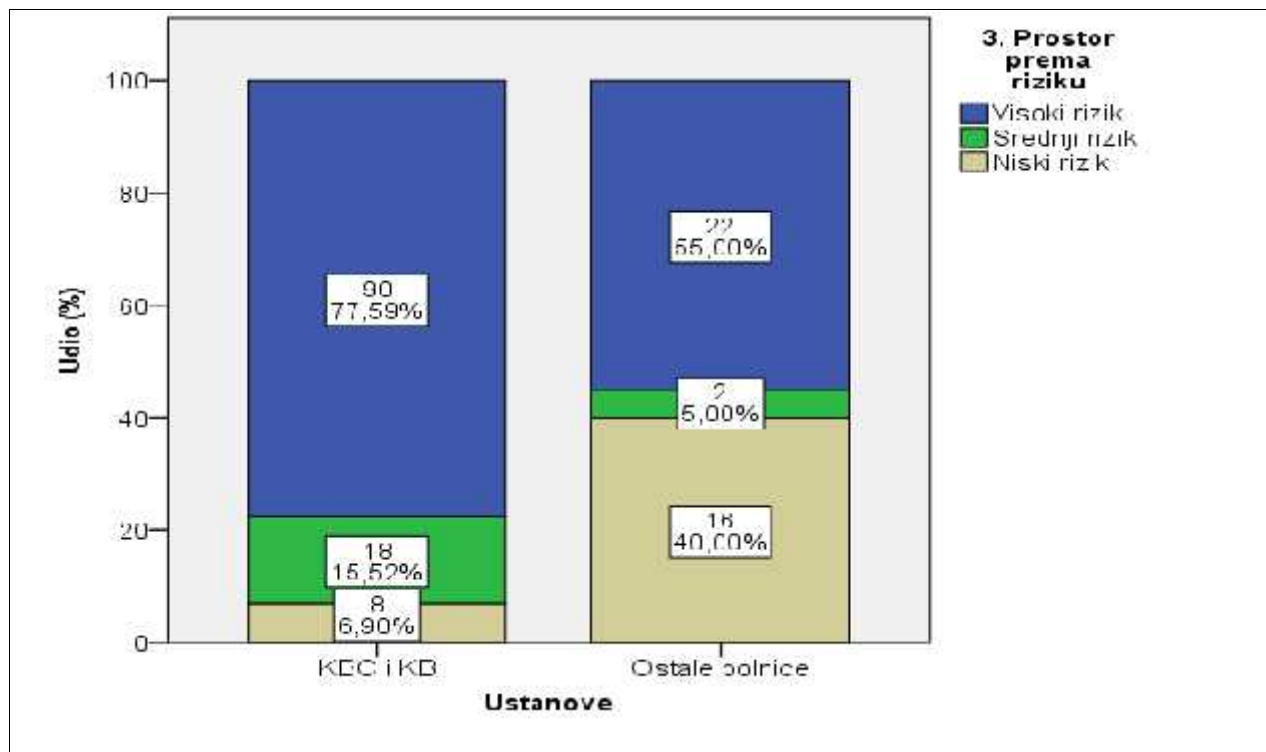 3. Prostor
prema
riziku
Visoki rizik
Srednji rizik
Niski rizik
Udio (%)
100
80
60
40
20
0
90
77,59%
18
15,52%
8
6,90%
22
55,00%
2
5,00%
16
40,00%
KBC i KB
Ostale bolnice
Ustanove